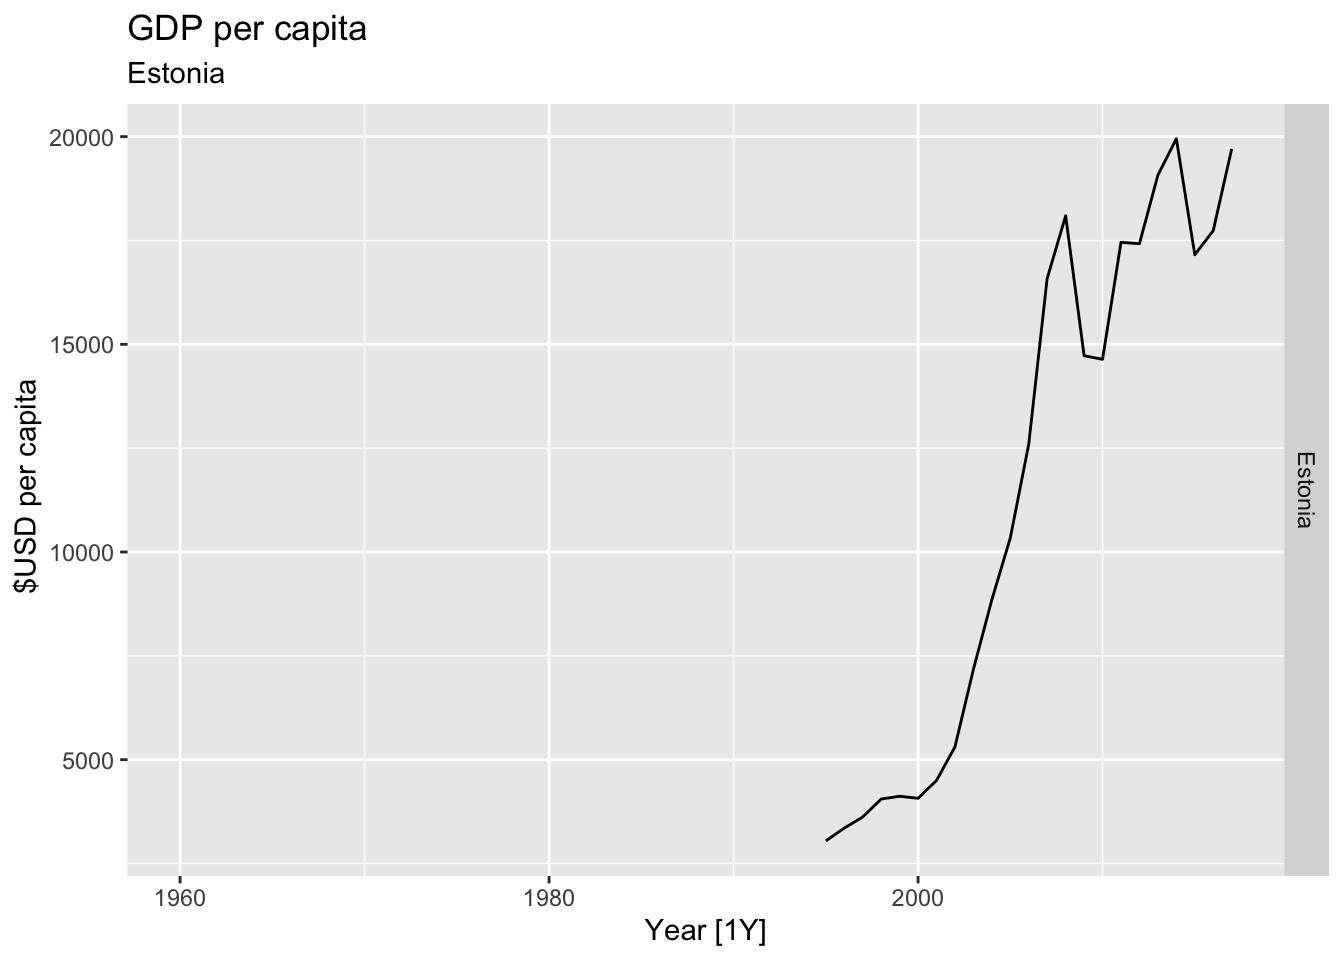 GDP per capita
Estonia
20000
15000
10000
5000
$USD per capita
Estonia
1960
1980
2000
Year [1Y]